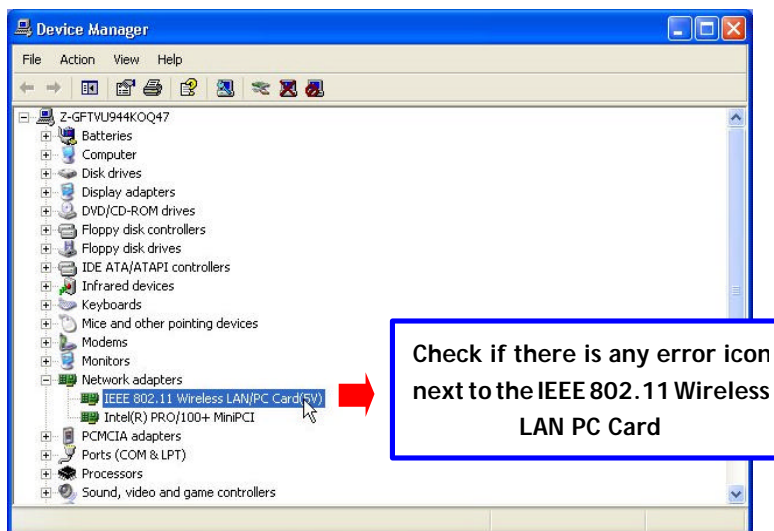 Device Manager
File Action View Help
Z-GFTVU944KOQ47
Batteries
Computer
Disk drives
Display adapters
DVD/CD-ROM drives
Floppy disk controllers
Floppy disk drives
IDE ATA/ATAPI controllers
Infrared devices
Keyboards
Mice and other pointing devices
Modems
Monitors
Network adapters
IEEE 802.11 Wireless LAN/PC Card(5V)
Intel(R) PRO/100+ MiniPCI
PCMCIA adapters
Ports (COM & LPT)
Processors
Sound, video and game controllers
Check if there is any error icon
next to the IEEE 802.11 Wireless
LAN PC Card